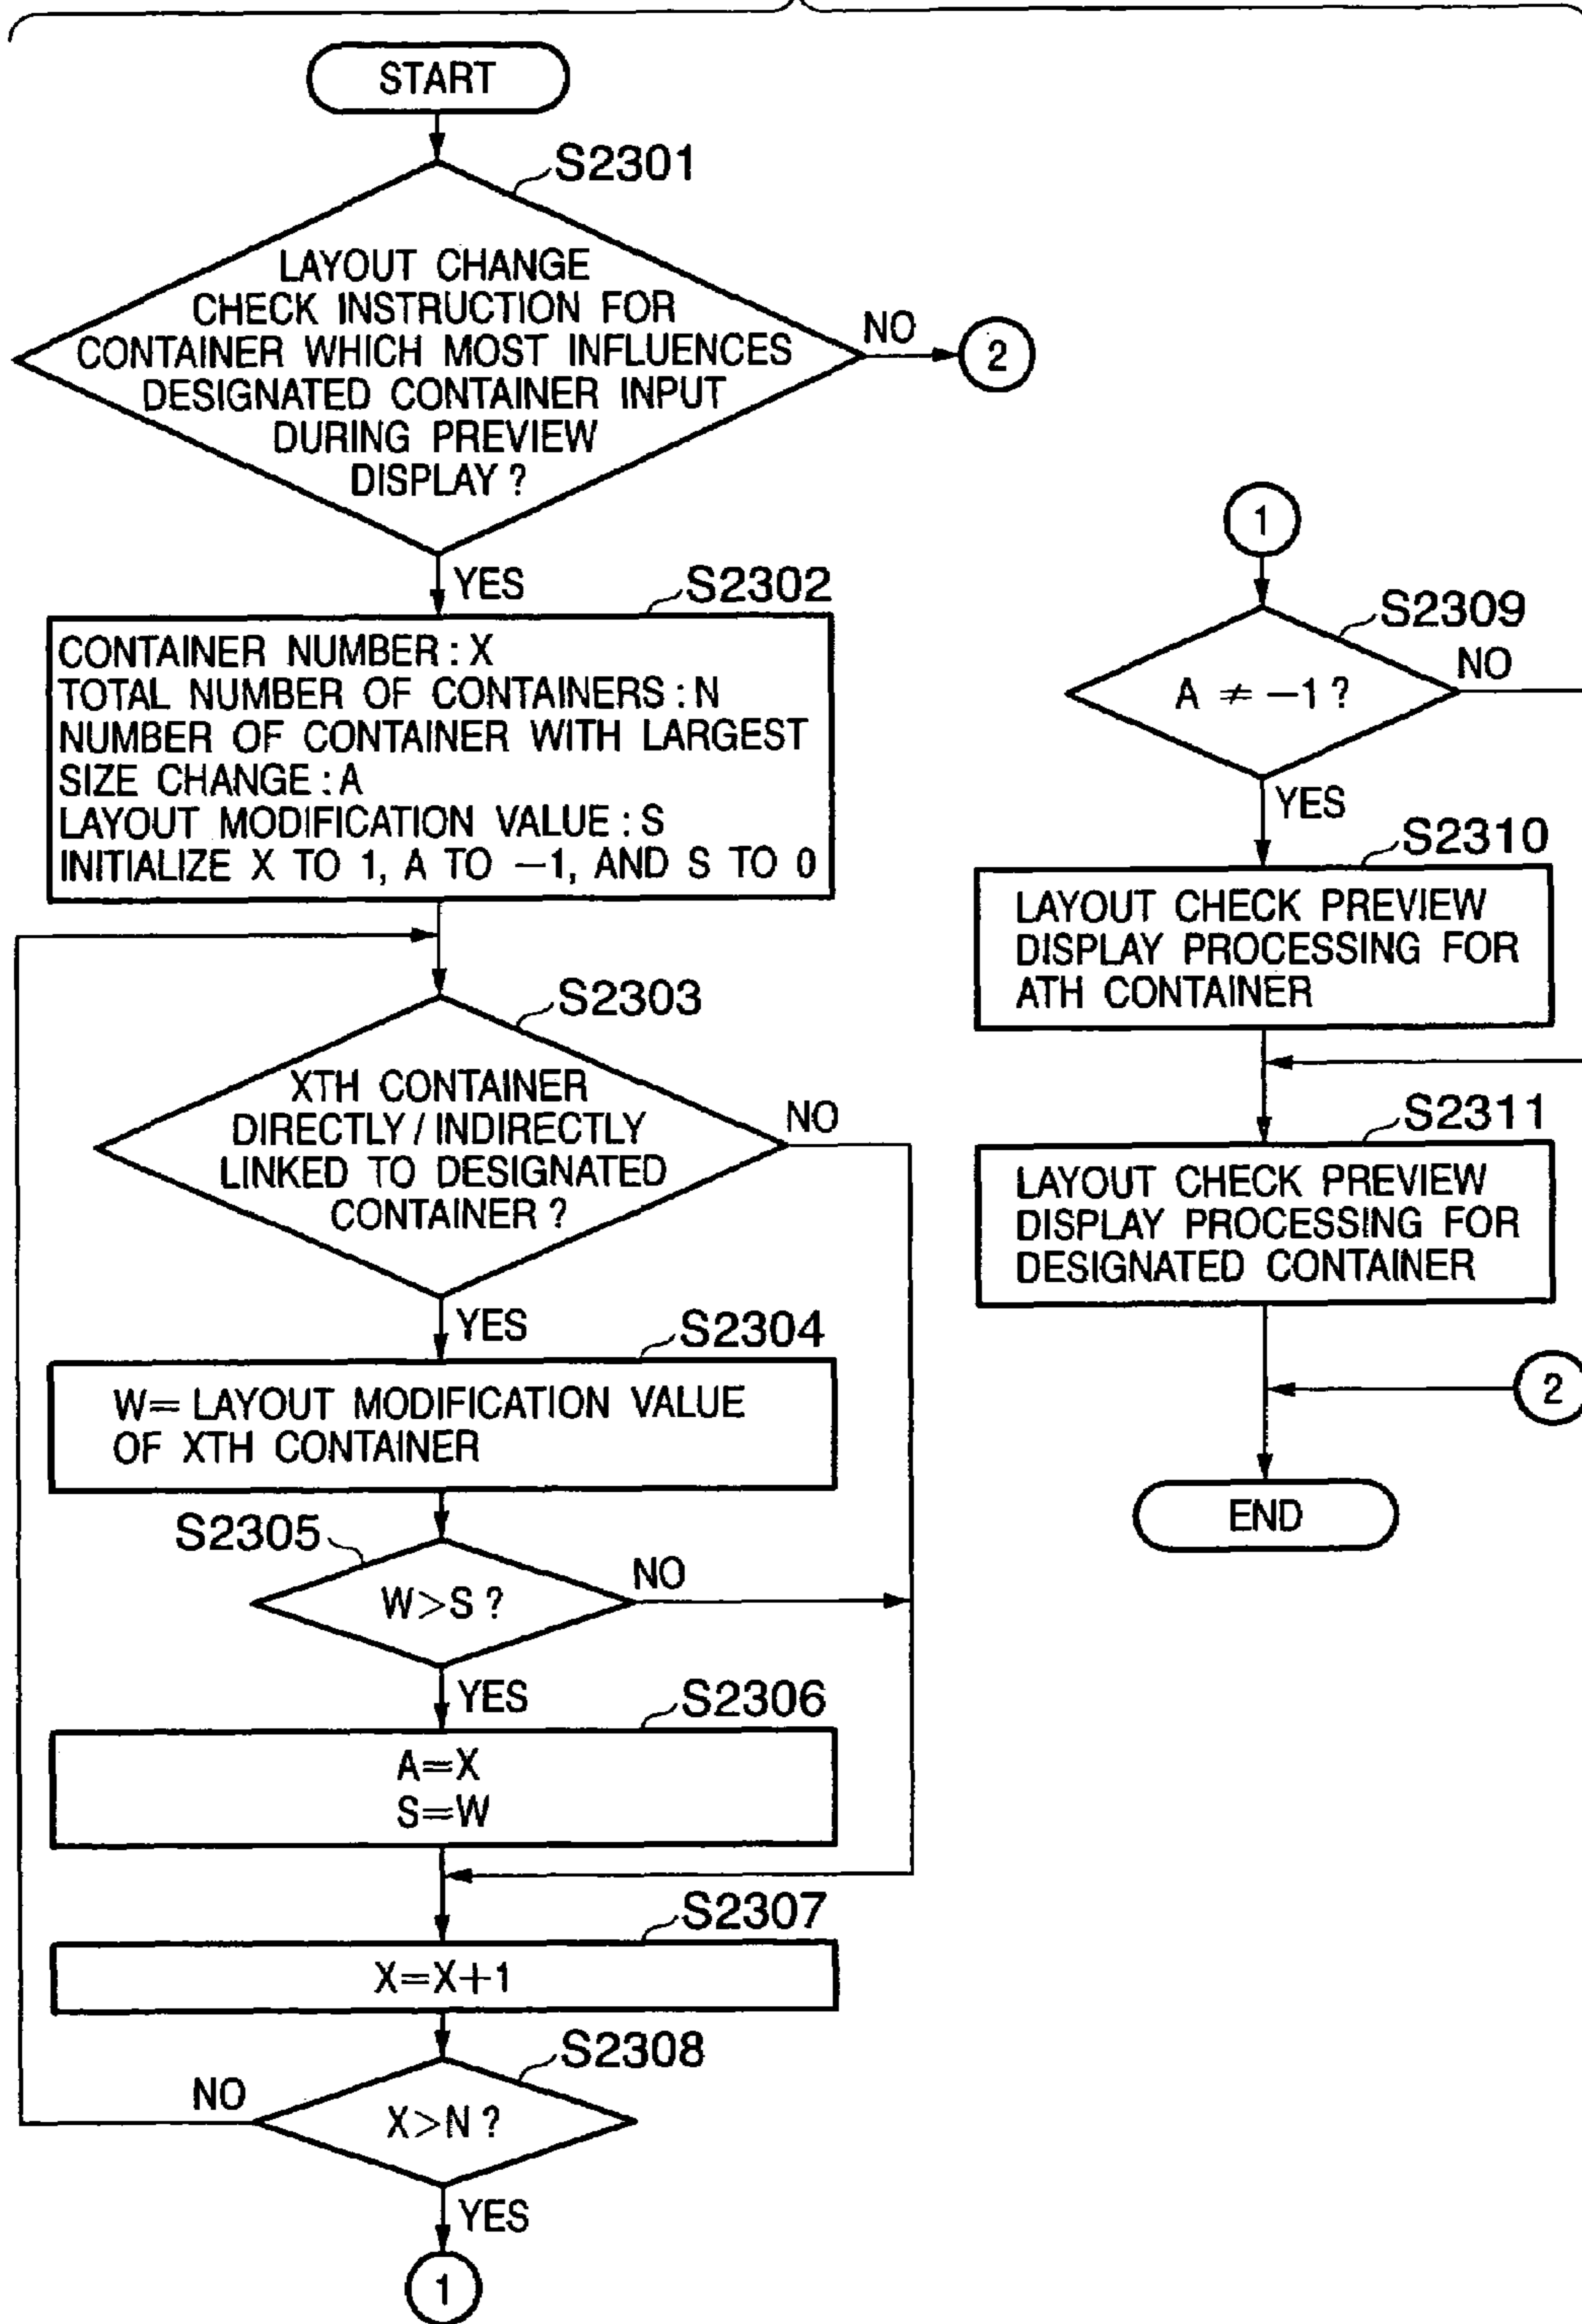 START
S2301
LAYOUT CHANGE
CHECK INSTRUCTION FOR
CONTAINER WHICH MOST INFLUENCES
DESIGNATED CONTAINER INPUT
DURING PREVIEW
DISPLAY ?
NO
2
YES
S2302
CONTAINER NUMBER : X
TOTAL NUMBER OF CONTAINERS : N
NUMBER OF CONTAINER WITH LARGEST
SIZE CHANGE : A
LAYOUT MODIFICATION VALUE : S
INITIALIZE X TO 1, A TO −1, AND S TO 0
S2303
XTH CONTAINER
DIRECTLY / INDIRECTLY
LINKED TO DESIGNATED
CONTAINER ?
NO
YES
S2304
W= LAYOUT MODIFICATION VALUE
OF XTH CONTAINER
S2305
W>S ?
NO
YES
S2306
A=X
S=W
S2307
X=X+1
S2308
X>N ?
NO
YES
1
1
S2309
A ≠ −1 ?
NO
YES
S2310
LAYOUT CHECK PREVIEW
DISPLAY PROCESSING FOR
ATH CONTAINER
S2311
LAYOUT CHECK PREVIEW
DISPLAY PROCESSING FOR
DESIGNATED CONTAINER
2
END